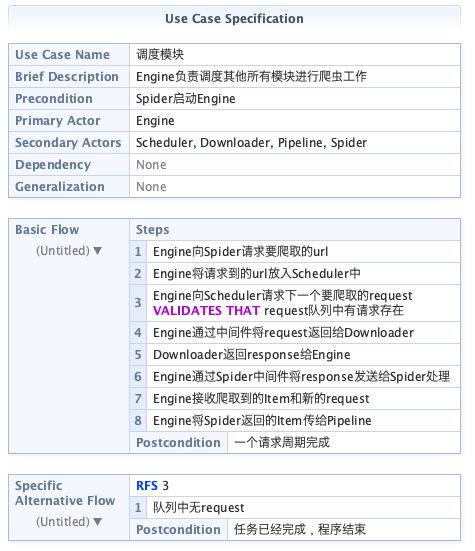 Use Case Specification
Use Case Name 调度模块
Brief Description Engine负责调度其他所有模块进行爬虫工作
Precondition Spider启动Engine
Primary Actor Engine
Secondary Actors Scheduler, Downloader, Pipeline, Spider
Dependency None
Generalization None
Basic Flow Steps
(Untitled) ▼
1 Engine向Spider请求要爬取的url
2 Engine将请求到的url放入Scheduler中
3 Engine向Scheduler请求下一个要爬取的request
VALIDATES THAT request队列中有请求存在
4 Engine通过中间件将request返回给Downloader
5 Downloader返回response给Engine
6 Engine通过Spider中间件将response发送给Spider处理
7 Engine接收爬取到的Item和新的request
8 Engine将Spider返回的Item传给Pipeline
Postcondition 一个请求周期完成
Specific
Alternative Flow
(Untitled) ▼
RFS 3
1 队列中无request
Postcondition 任务已经完成，程序结束